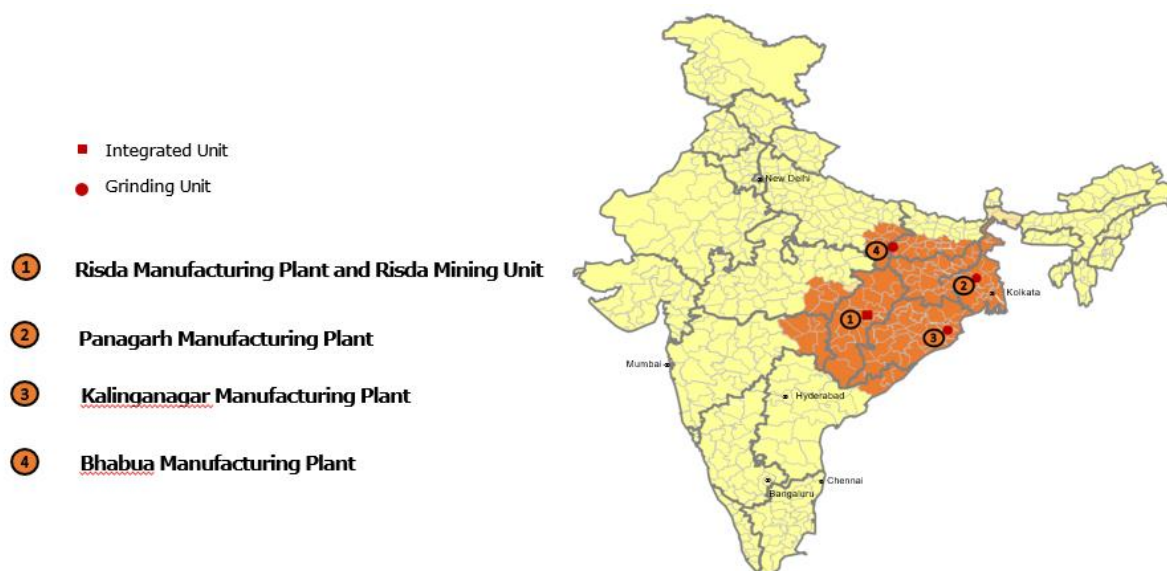 Integrated Unit
Grinding Unit
1 Risda Manufacturing Plant and Risda Mining Unit
2 Panagarh Manufacturing Plant
3 Kalinganagar Manufacturing Plant
4 Bhabua Manufacturing Plant
New Delhi
4
2
Kolkata
1
3
Mumbai
Hyderabad
Chennai
Bangaluru